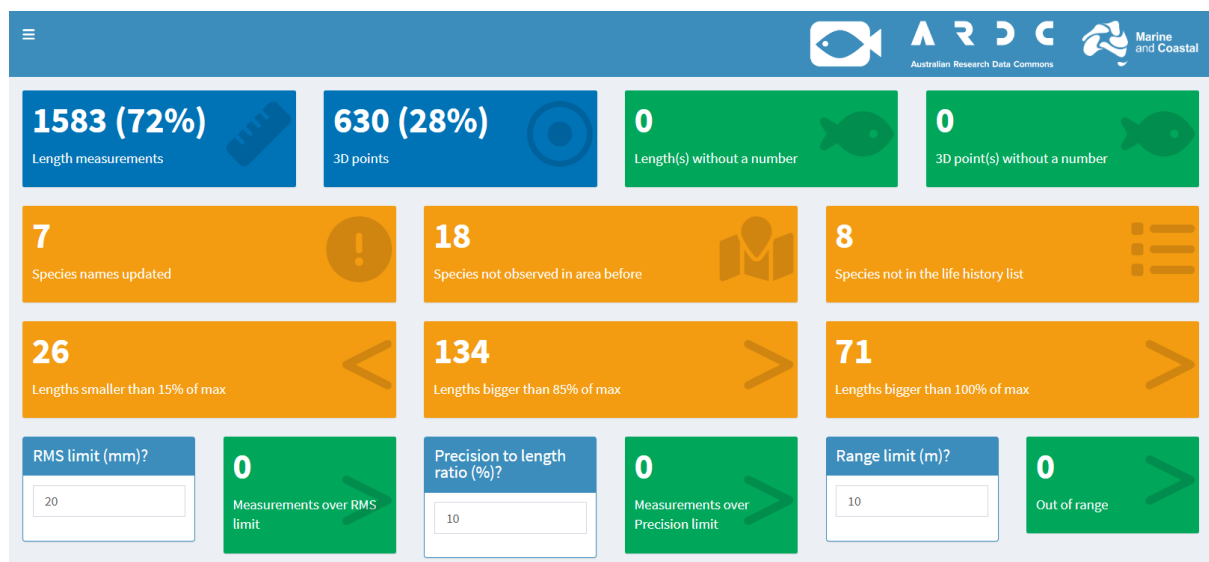 A R D C
Australian Research Data Commons
Marine
and Coastal
1583 (72%)
Length measurements
630 (28%)
3D points
0
Length(s) without a number
0
3D point(s) without a number
7
Species names updated
18
Species not observed in area before
8
Species not in the life history list
26
Lengths smaller than 15% of max
134
Lengths bigger than 85% of max
71
Lengths bigger than 100% of max
RMS limit (mm)?
20
0
Measurements over RMS
limit
Precision to length
ratio (%)?
10
0
Measurements over
Precision limit
Range limit (m)?
10
0
Out of range